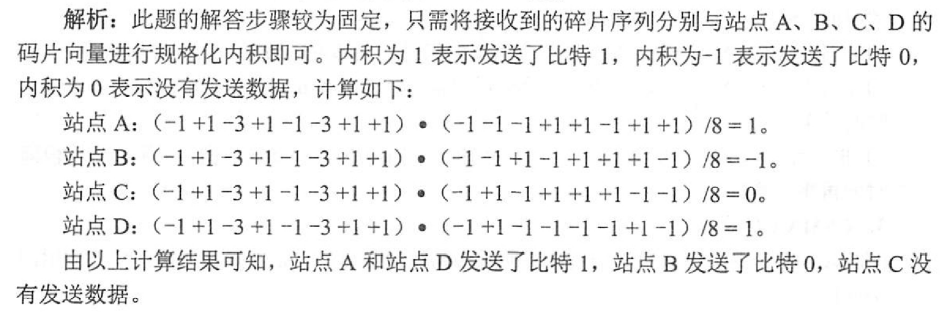 解析：此题的解答步骤较为固定，只需将接收到的碎片序列分别与站点 A、B、C、D 的
码片向量进行规格化内积即可。内积为 1 表示发送了比特 1，内积为-1 表示发送了比特 0，
内积为 0 表示没有发送数据，计算如下：
站点 A：（-1 +1 -3 +1 -1 -3 +1 +1）•（-1 -1 -1 +1 +1 -1 +1 +1）/8 = 1。
站点 B：（-1 +1 -3 +1 -1 -3 +1 +1）•（-1 -1 +1 -1 +1 +1 +1 -1）/8 = -1。
站点 C：（-1 +1 -3 +1 -1 -3 +1 +1）•（-1 +1 -1 +1 +1 +1 -1 -1）/8 = 0。
站点 D：（-1 +1 -3 +1 -1 -3 +1 +1）•（-1 +1 -1 -1 -1 -1 +1 -1）/8 = 1。
由以上计算结果可知，站点 A 和站点 D 发送了比特 1，站点 B 发送了比特 0，站点 C 没
有发送数据。